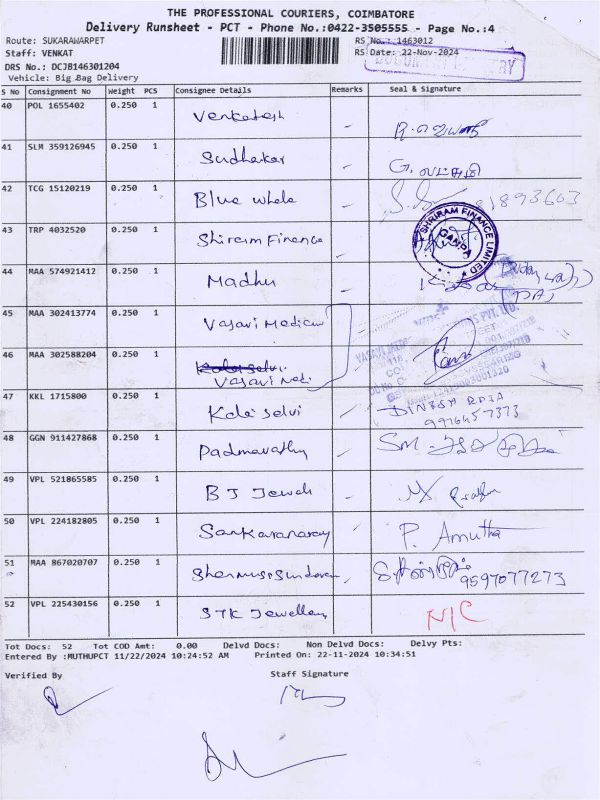 THE PROFESSIONAL COURIERS, COIMBATORE
Delivery Runsheet - PCT - Phone No.:0422-3505555 - Page No.:4
Route: SUKARAWARPET RS No.: 1463012
Staff: VENKAT RS Date: 22-Nov-2024
DRS No.: DCJB146301204
Vehicle: Big Bag Delivery
S No Consignment No Weight PCS Consignee Details Remarks Seal & Signature
40 POL 1655402 0.250 1 Venkatesh
41 SLM 359126945 0.250 1 Sudhakar
42 TCG 15120219 0.250 1 Blue whale
43 TRP 4032520 0.250 1 Shriram Finance SHRIRAM FINANCE LIMITED
44 MAA 574921412 0.250 1 Madhu
45 MAA 302413774 0.250 1 Vasavi Medical
46 MAA 302588204 0.250 1 Kalai selvi
Vasavi Medi
47 KKL 1715800 0.250 1 Kalai selvi DINESH RAJA
9976457373
48 GGN 911427868 0.250 1 Padmavathy
49 VPL 521865585 0.250 1 B J Jewels
50 VPL 224182805 0.250 1 Sankaranaray P. Amutha
51 MAA 867020707 0.250 1 9597077273
52 VPL 225430156 0.250 1 STK Jewellery N/C
Tot Docs: 52 Tot COD Amt: 0.00 Delvd Docs: Non Delvd Docs: Delvy Pts:
Entered By :MUTHUPCT 11/22/2024 10:24:52 AM Printed On: 22-11-2024 10:34:51
Verified By Staff Signature